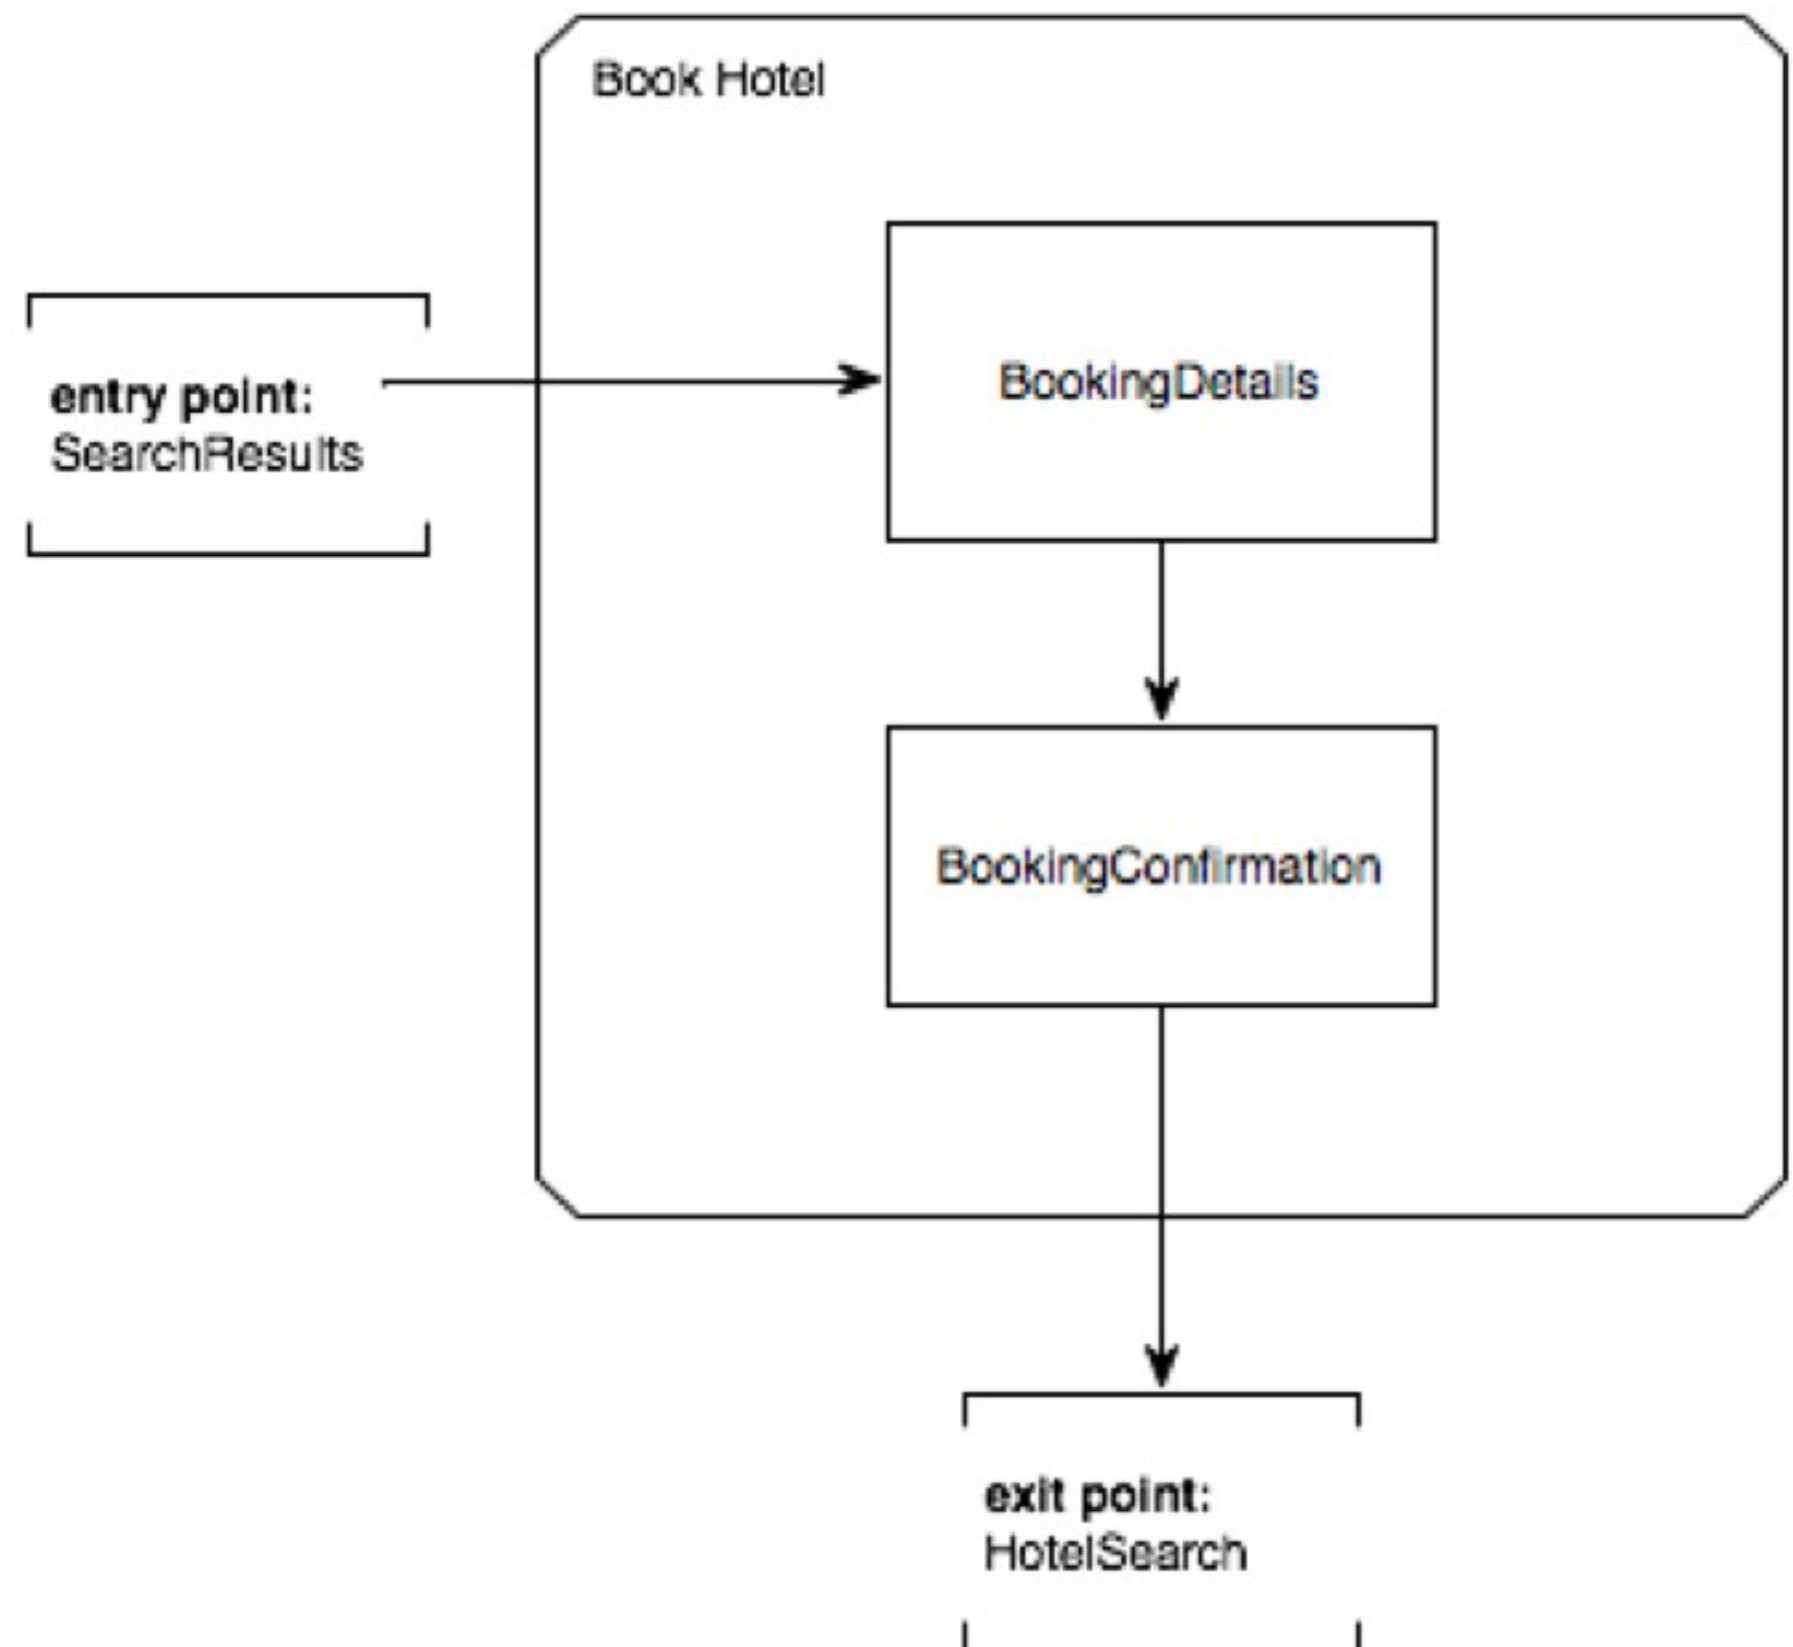 Book Hotel
entry point:
SearchResults
BookingDetails
BookingConfirmation
exit point:
HotelSearch